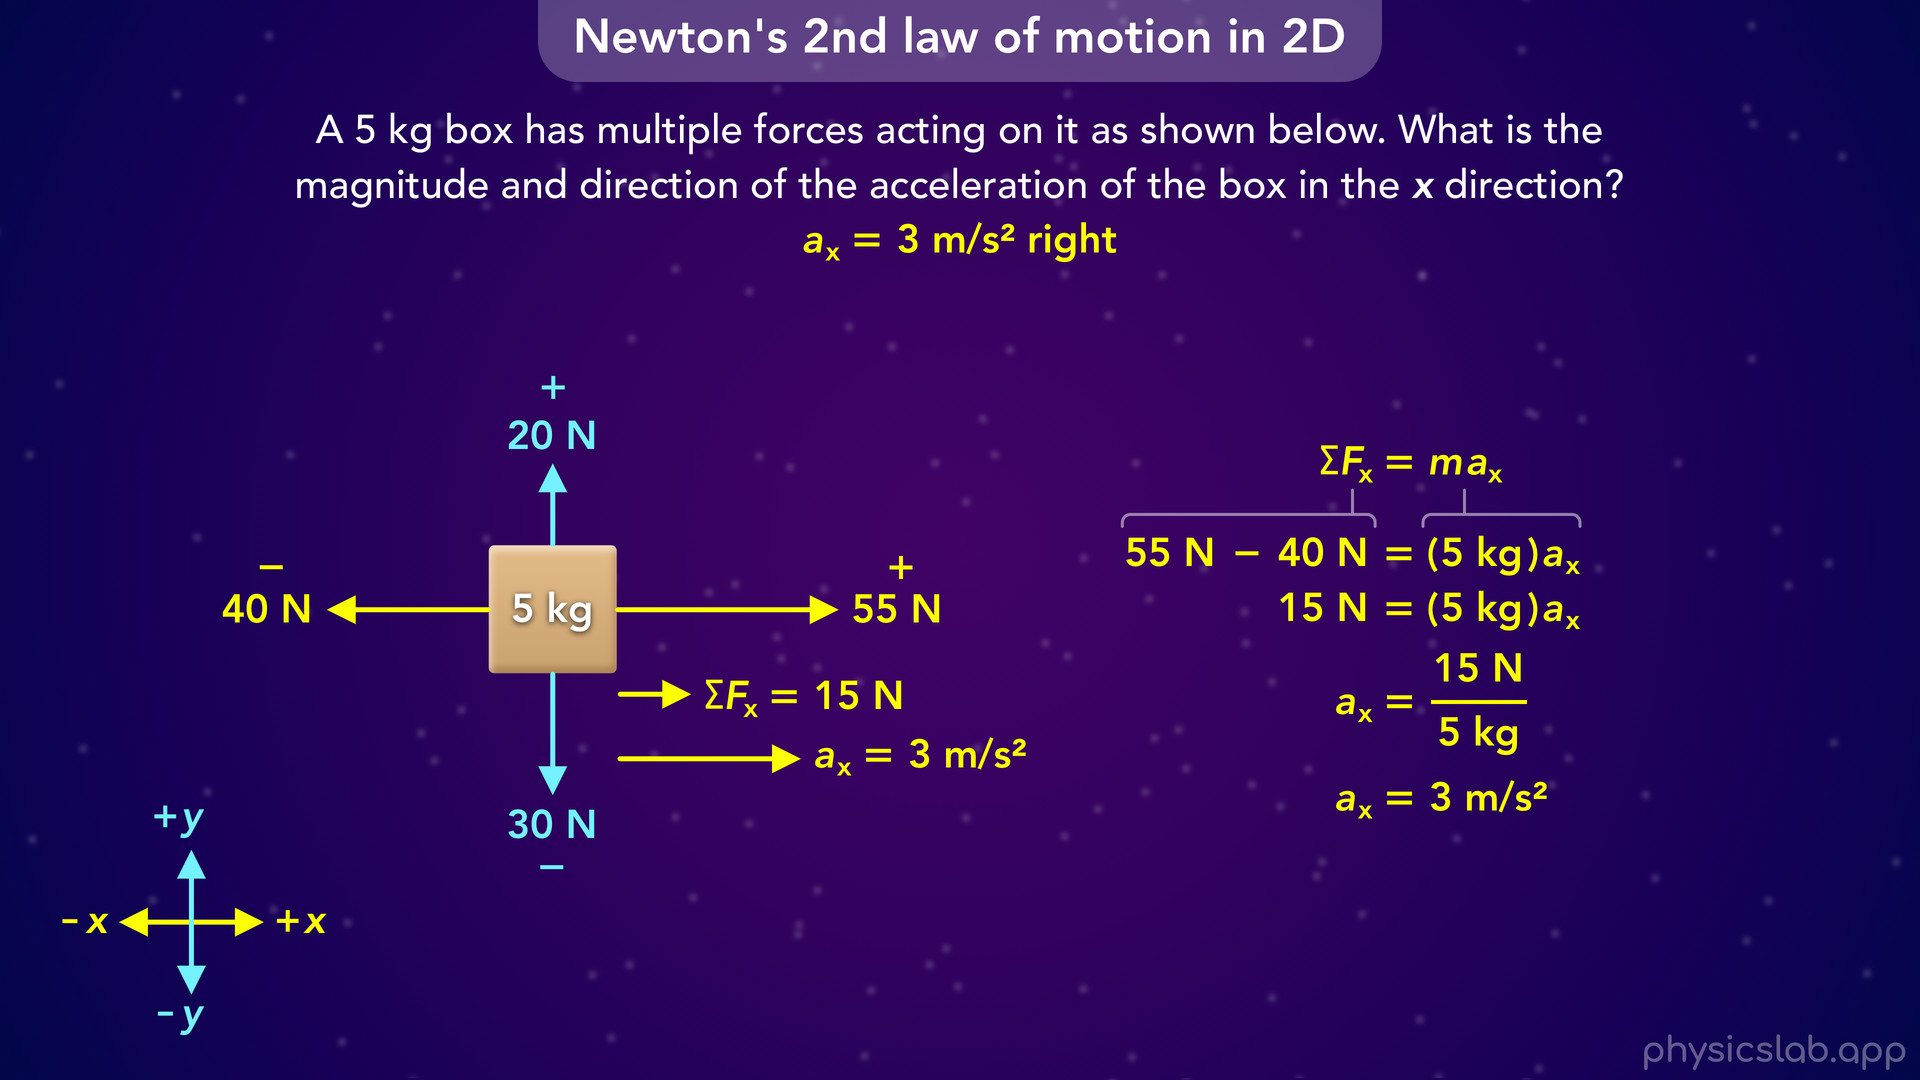 Newton's 2nd law of motion in 2D
A 5 kg box has multiple forces acting on it as shown below. What is the
magnitude and direction of the acceleration of the box in the x direction?
aₓ = 3 m/s² right
+
20 N
−
40 N
5 kg
+
55 N
ΣFₓ = 15 N
aₓ = 3 m/s²
30 N
−
ΣFₓ = maₓ
55 N − 40 N = (5 kg)aₓ
15 N = (5 kg)aₓ
aₓ = 15 N / 5 kg
aₓ = 3 m/s²
+y
-x
+x
-y
physicslab.app